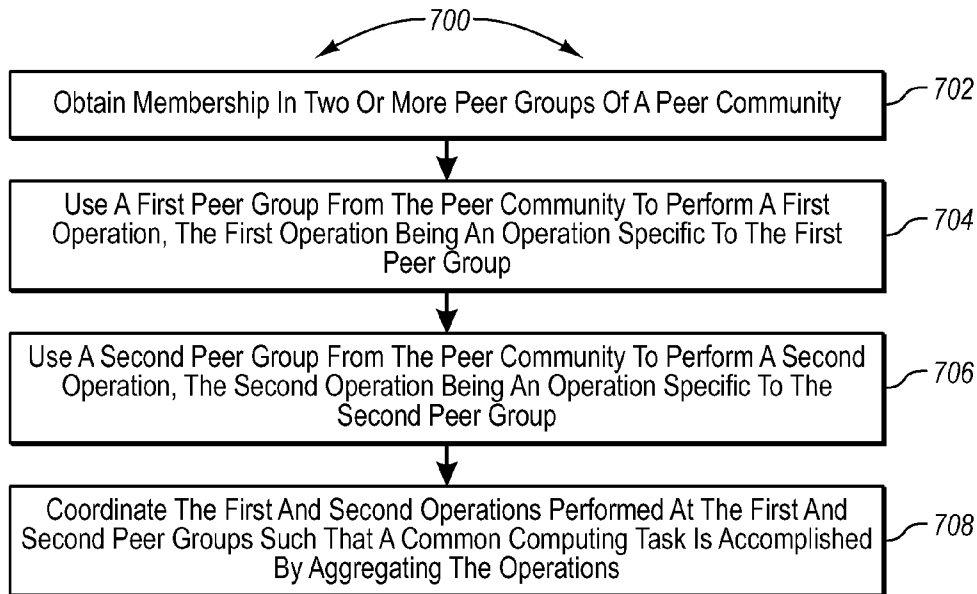 700
Obtain Membership In Two Or More Peer Groups Of A Peer Community
702
Use A First Peer Group From The Peer Community To Perform A First
Operation, The First Operation Being An Operation Specific To The First
Peer Group
704
Use A Second Peer Group From The Peer Community To Perform A Second
Operation, The Second Operation Being An Operation Specific To The
Second Peer Group
706
Coordinate The First And Second Operations Performed At The First And
Second Peer Groups Such That A Common Computing Task Is Accomplished
By Aggregating The Operations
708